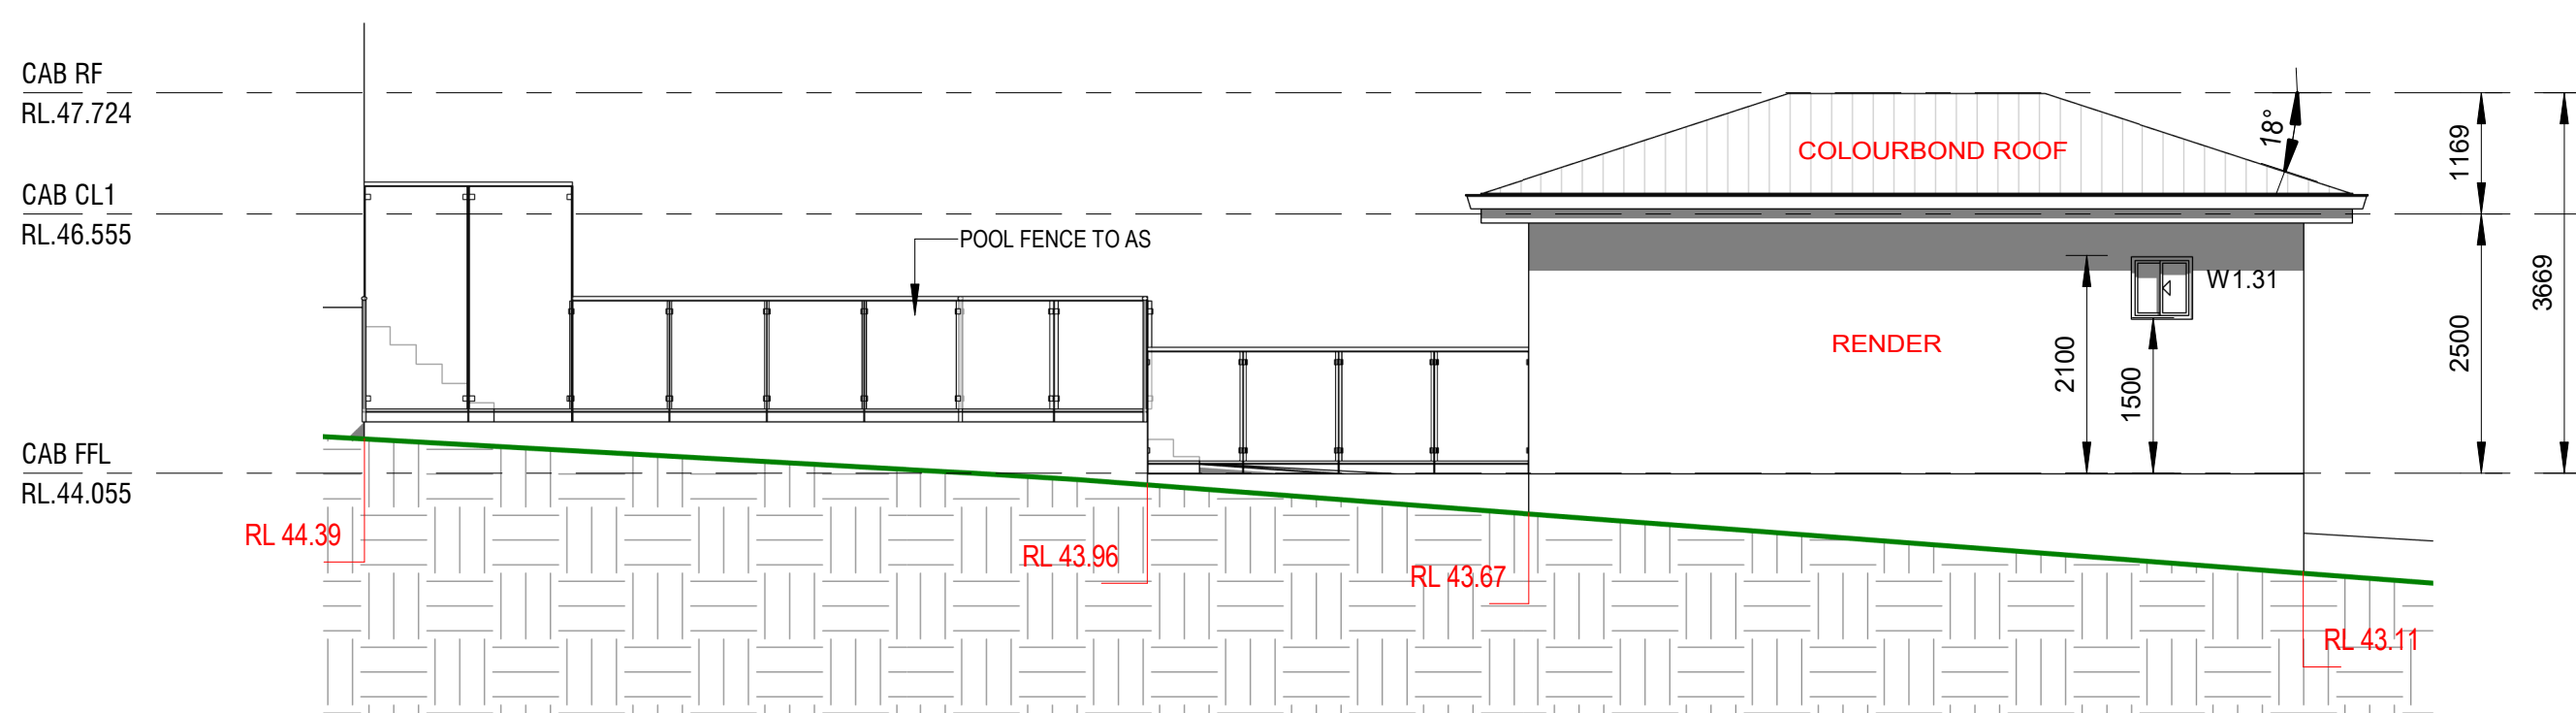 CAB RF
RL.47.724
18°
1169
COLOURBOND ROOF
CAB CL1
RL.46.555
POOL FENCE TO AS
W1.31
3669
RENDER
2500
2100
1500
CAB FFL
RL.44.055
RL 44.39
RL 43.96
RL 43.67
RL 43.11